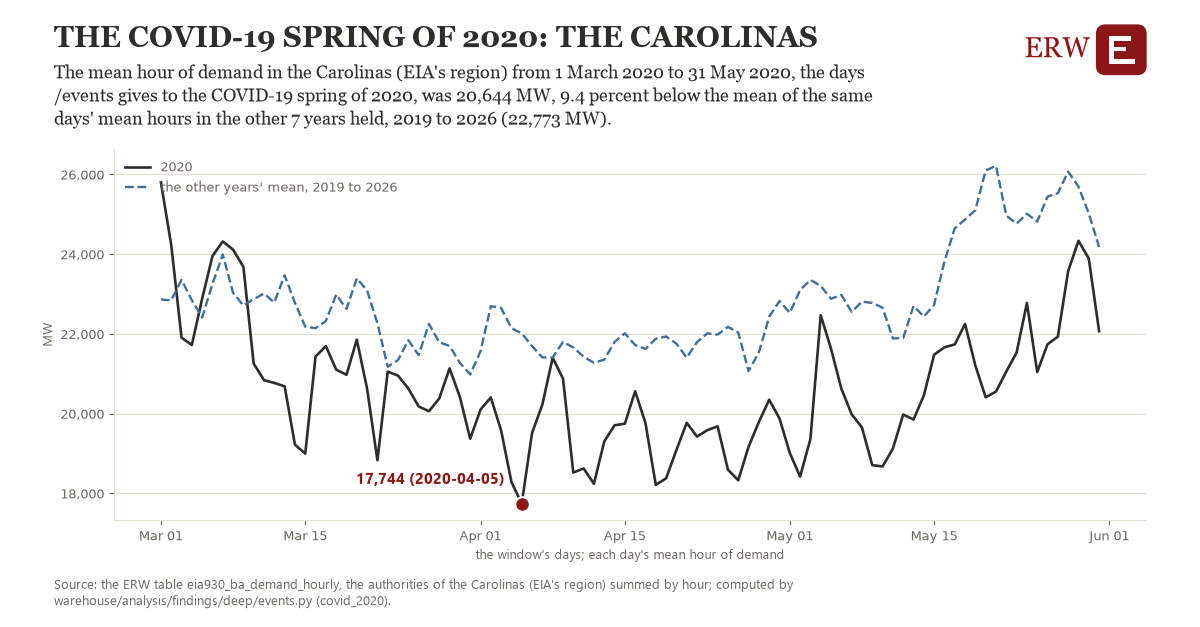 THE COVID-19 SPRING OF 2020: THE CAROLINAS
ERW E
The mean hour of demand in the Carolinas (EIA's region) from 1 March 2020 to 31 May 2020, the days
/events gives to the COVID-19 spring of 2020, was 20,644 MW, 9.4 percent below the mean of the same
days' mean hours in the other 7 years held, 2019 to 2026 (22,773 MW).
2020
the other years' mean, 2019 to 2026
26,000
24,000
22,000
20,000
18,000
MW
17,744 (2020-04-05)
Mar 01
Mar 15
Apr 01
Apr 15
May 01
May 15
Jun 01
the window's days; each day's mean hour of demand
Source: the ERW table eia930_ba_demand_hourly, the authorities of the Carolinas (EIA's region) summed by hour; computed by
warehouse/analysis/findings/deep/events.py (covid_2020).